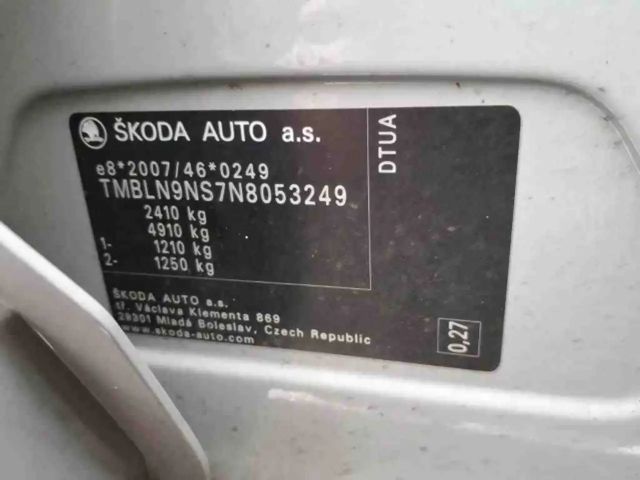 ŠKODA AUTO a.s.
e8*2007/46*0249
TMBLN9NS7N8053249
2410 kg
4910 kg
1- 1210 kg
2- 1250 kg
ŠKODA AUTO a.s.
tř. Václava Klementa 869
29301 Mladá Boleslav, Czech Republic
www.skoda-auto.com
DTUA
0,27